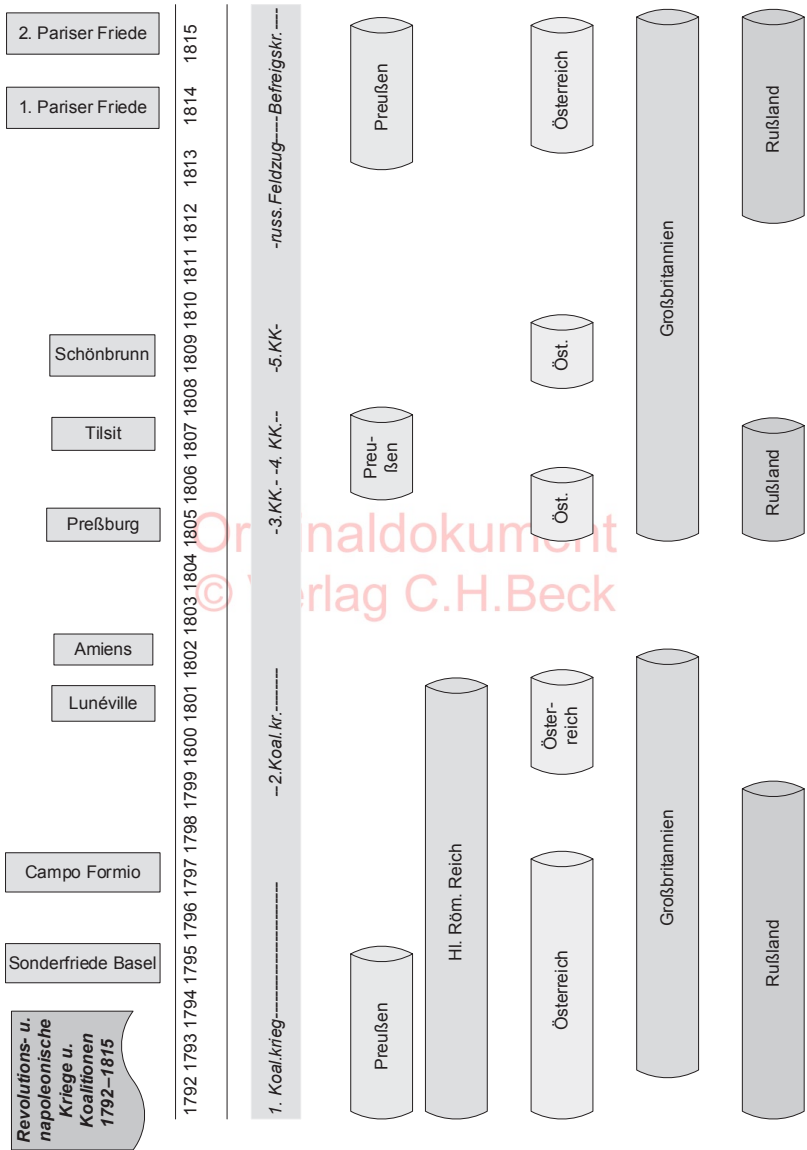 2. Pariser Friede
1. Pariser Friede
Schönbrunn
Tilsit
Preßburg
Amiens
Lunéville
Campo Formio
Sonderfriede Basel
Revolutions- u.
napoleonische
Kriege u.
Koalitionen
1792–1815
1792 1793 1794 1795 1796 1797 1798 1799 1800 1801 1802 1803 1804 1805 1806 1807 1808 1809 1810 1811 1812 1813 1814 1815
1. Koal.krieg---------------------- --2.Koal.kr.------- -3.KK.- -4. KK.-- -5.KK- -russ.Feldzug----Befreigskr.----
Preußen
Preu-
ßen
Preußen
Hl. Röm. Reich
Österreich
Öster-
reich
Öst.
Öst.
Österreich
Großbritannien
Großbritannien
Rußland
Rußland
Rußland
Originaldokument
© Verlag C.H.Beck